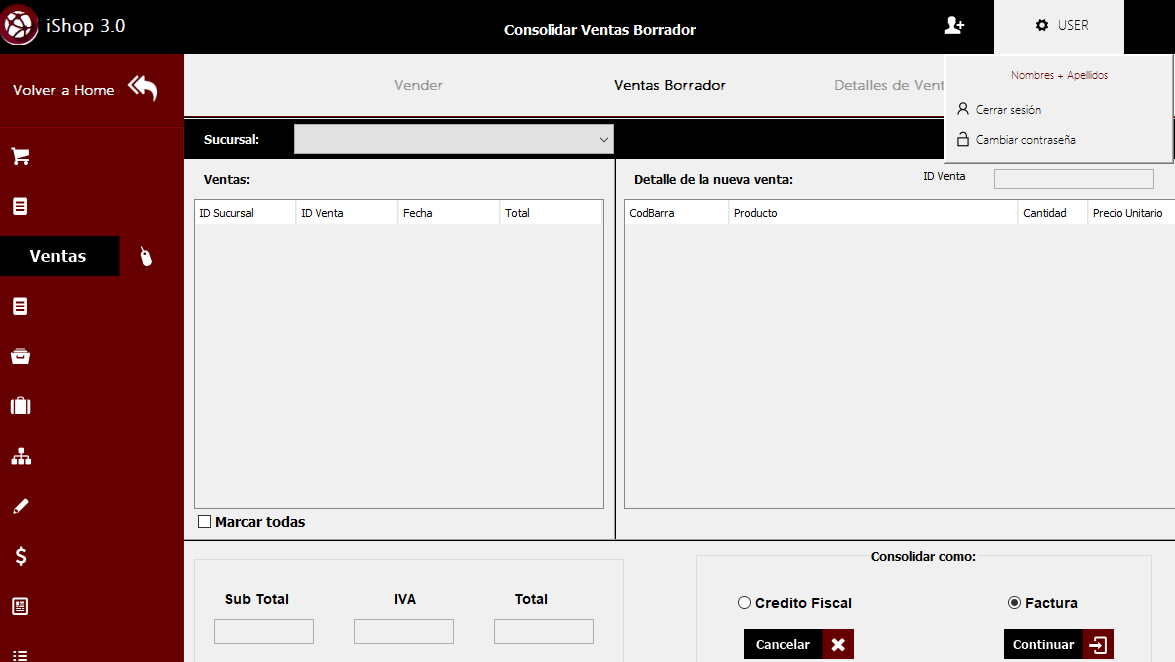 iShop 3.0
Consolidar Ventas Borrador
USER
Volver a Home
Vender
Ventas Borrador
Detalles de Vent
Nombres + Apellidos
Cerrar sesión
Cambiar contraseña
Sucursal:
Ventas:
Detalle de la nueva venta:
ID Venta
ID Sucursal
ID Venta
Fecha
Total
CodBarra
Producto
Cantidad
Precio Unitario
Ventas
Marcar todas
Consolidar como:
Sub Total
IVA
Total
Credito Fiscal
Factura
Cancelar
Continuar